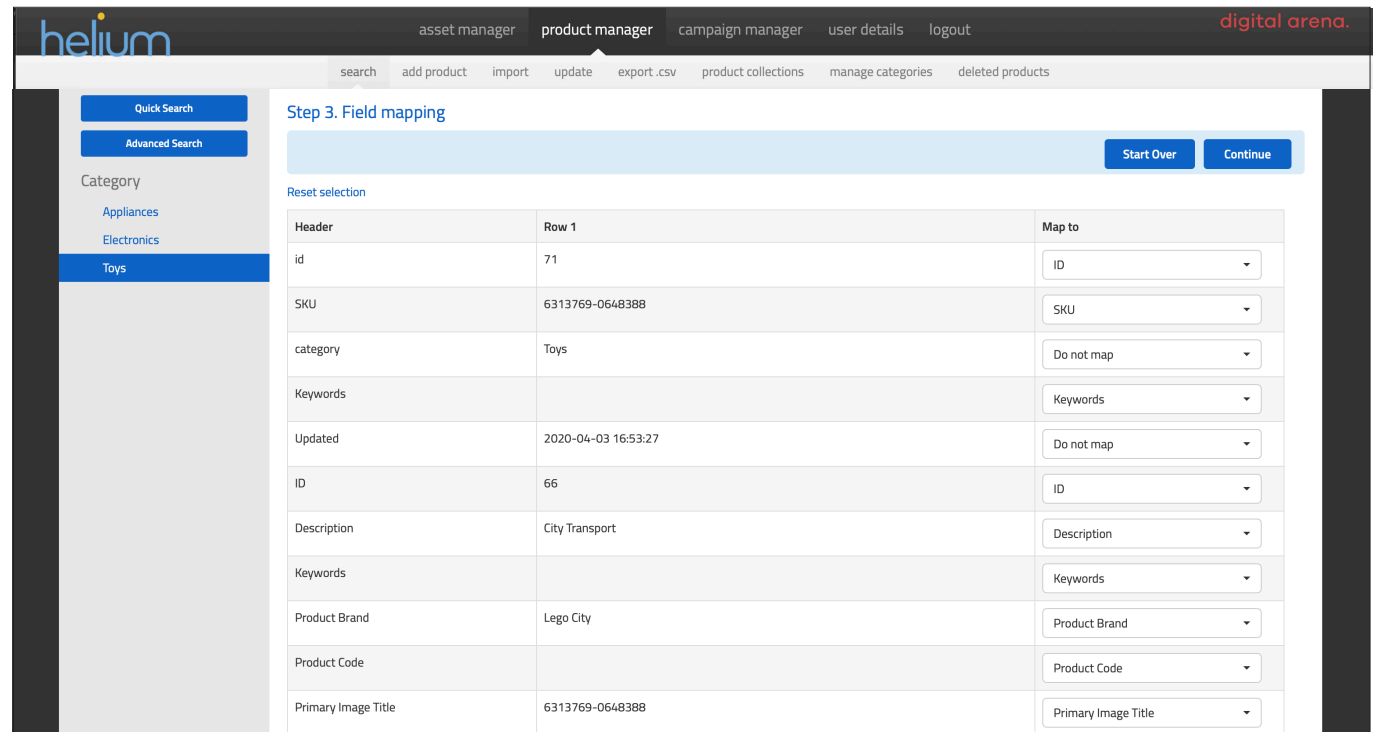 helium
asset manager product manager campaign manager user details logout
digital arena.
search add product import update export .csv product collections manage categories deleted products
Quick Search
Advanced Search
Category
Appliances
Electronics
Toys
Step 3. Field mapping
Start Over Continue
Reset selection
Header Row 1 Map to
id 71 ID
SKU 6313769-0648388 SKU
category Toys Do not map
Keywords Keywords
Updated 2020-04-03 16:53:27 Do not map
ID 66 ID
Description City Transport Description
Keywords Keywords
Product Brand Lego City Product Brand
Product Code Product Code
Primary Image Title 6313769-0648388 Primary Image Title